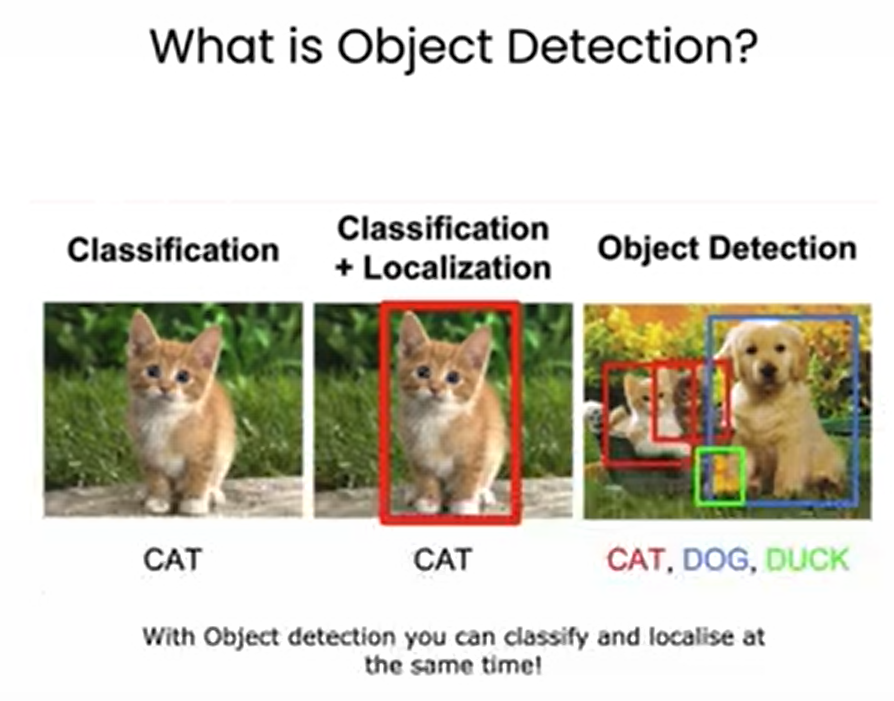 What is Object Detection?
Classification
Classification
+ Localization
Object Detection
CAT
CAT
CAT, DOG, DUCK
With Object detection you can classify and localise at
the same time!